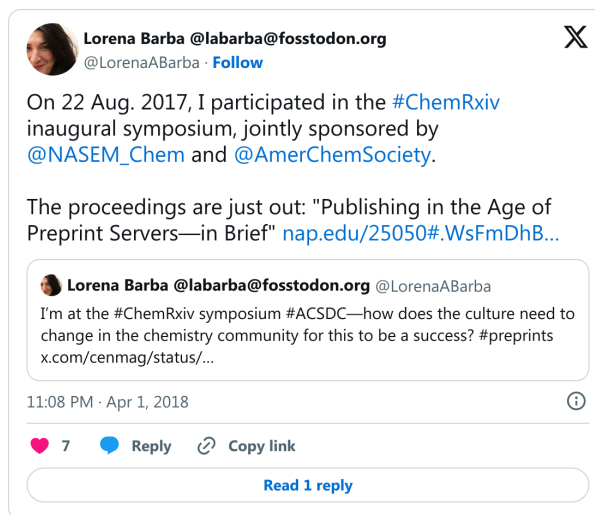 Lorena Barba @labarba@fosstodon.org
@LorenaABarba · Follow
On 22 Aug. 2017, I participated in the #ChemRxiv
inaugural symposium, jointly sponsored by
@NASEM_Chem and @AmerChemSociety.
The proceedings are just out: "Publishing in the Age of
Preprint Servers—in Brief" nap.edu/25050#.WsFmDhB…
Lorena Barba @labarba@fosstodon.org @LorenaABarba
I'm at the #ChemRxiv symposium #ACSDC—how does the culture need to
change in the chemistry community for this to be a success? #preprints
x.com/cenmag/status/…
11:08 PM · Apr 1, 2018
7 Reply Copy link
Read 1 reply